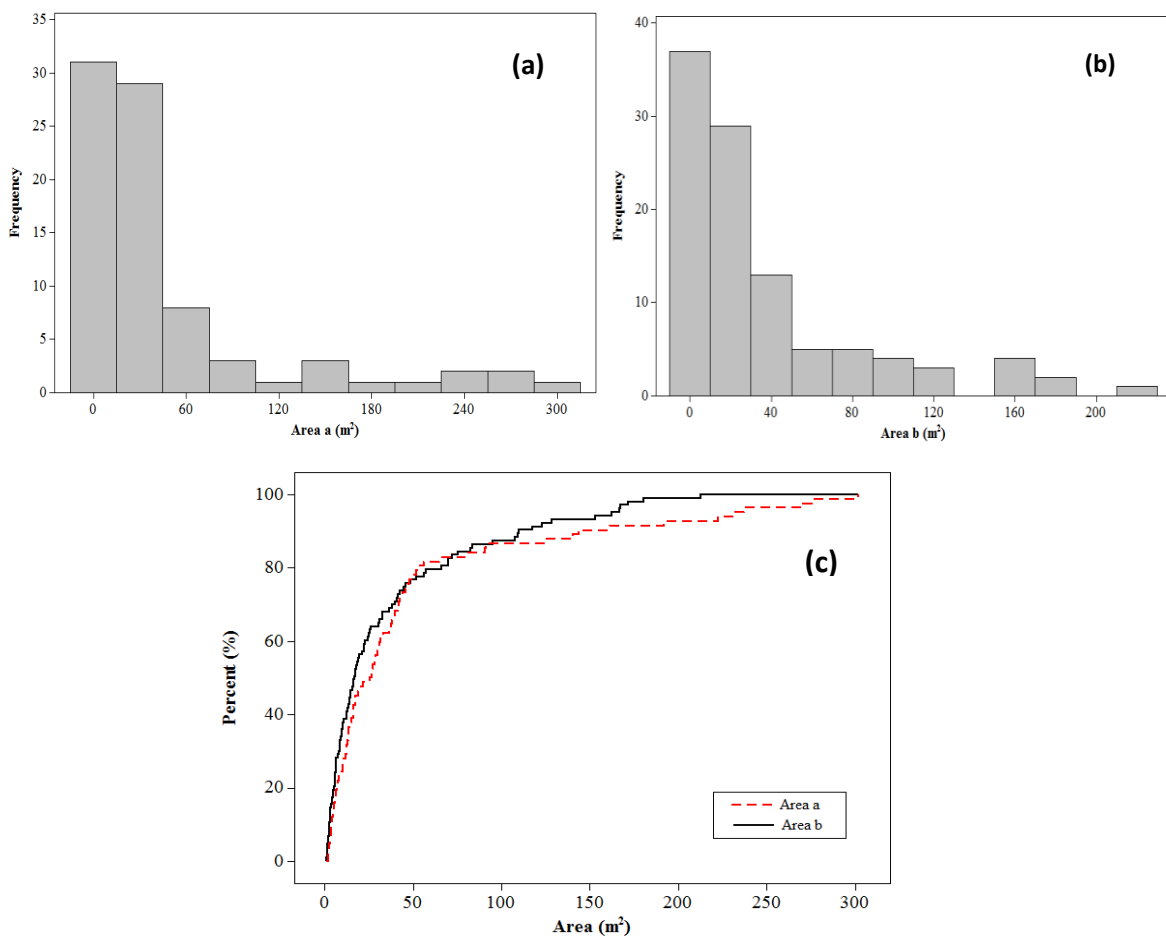 (a)
35
30
25
20
15
10
5
0
Frequency
0 60 120 180 240 300
Area a (m²)
(b)
40
30
20
10
0
Frequency
0 40 80 120 160 200
Area b (m²)
(c)
100
80
60
40
20
0
Percent (%)
Area a
Area b
0 50 100 150 200 250 300
Area (m²)